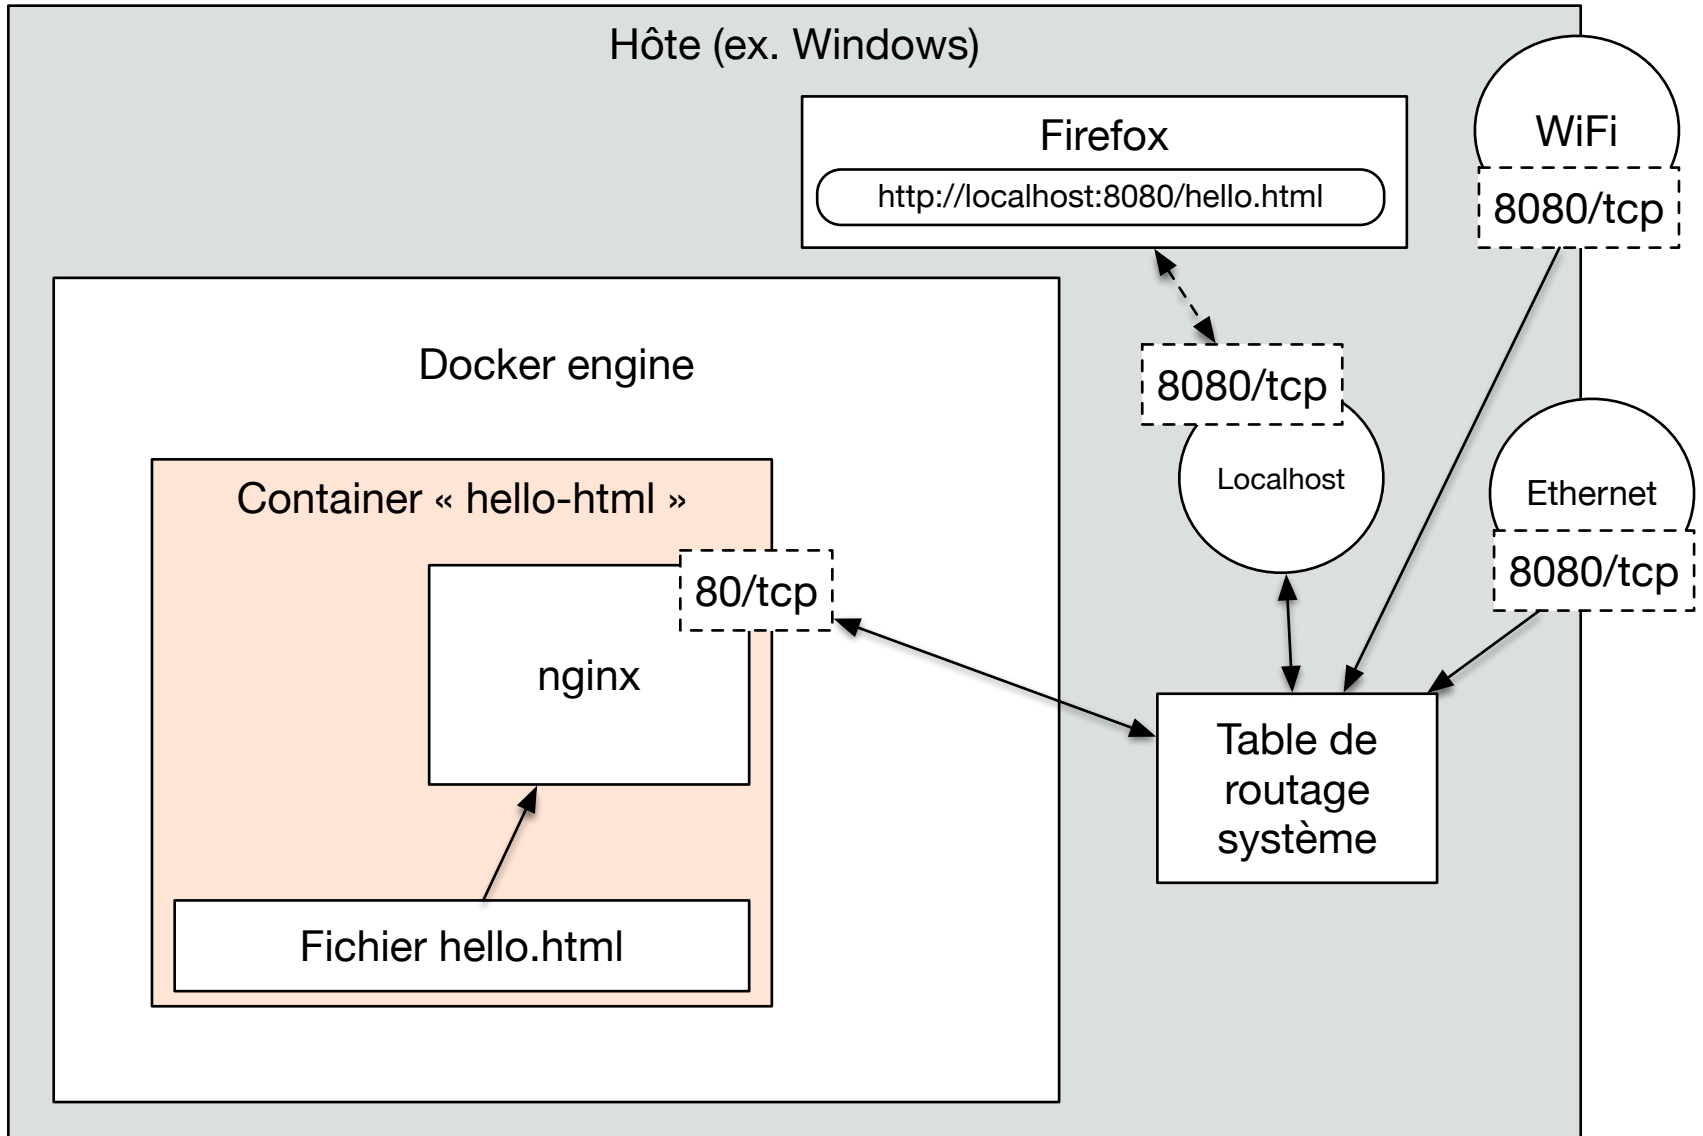 Hôte (ex. Windows)
Firefox
http://localhost:8080/hello.html
WiFi
8080/tcp
Docker engine
8080/tcp
Localhost
Ethernet
8080/tcp
Container « hello-html »
80/tcp
nginx
Table de
routage
système
Fichier hello.html